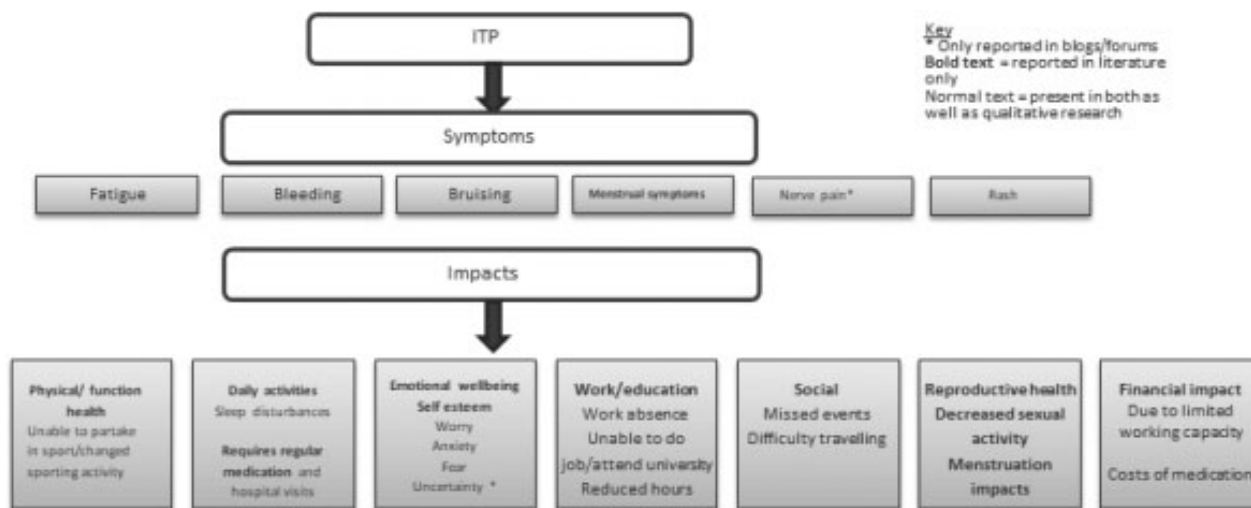 ITP
Key
* Only reported in blogs/forums
Bold text = reported in literature
only
Normal text = present in both as
well as qualitative research
Symptoms
Fatigue
Bleeding
Bruising
Menstrual symptoms
Nerve pain*
Rash
Impacts
Physical/ function
health
Unable to partake
in sport/changed
sporting activity
Daily activities
Sleep disturbances
Requires regular
medication and
hospital visits
Emotional wellbeing
Self esteem
Worry
Anxiety
Fear
Uncertainty *
Work/education
Work absence
Unable to do
job/attend university
Reduced hours
Social
Missed events
Difficulty travelling
Reproductive health
Decreased sexual
activity
Menstruation
impacts
Financial impact
Due to limited
working capacity
Costs of medication